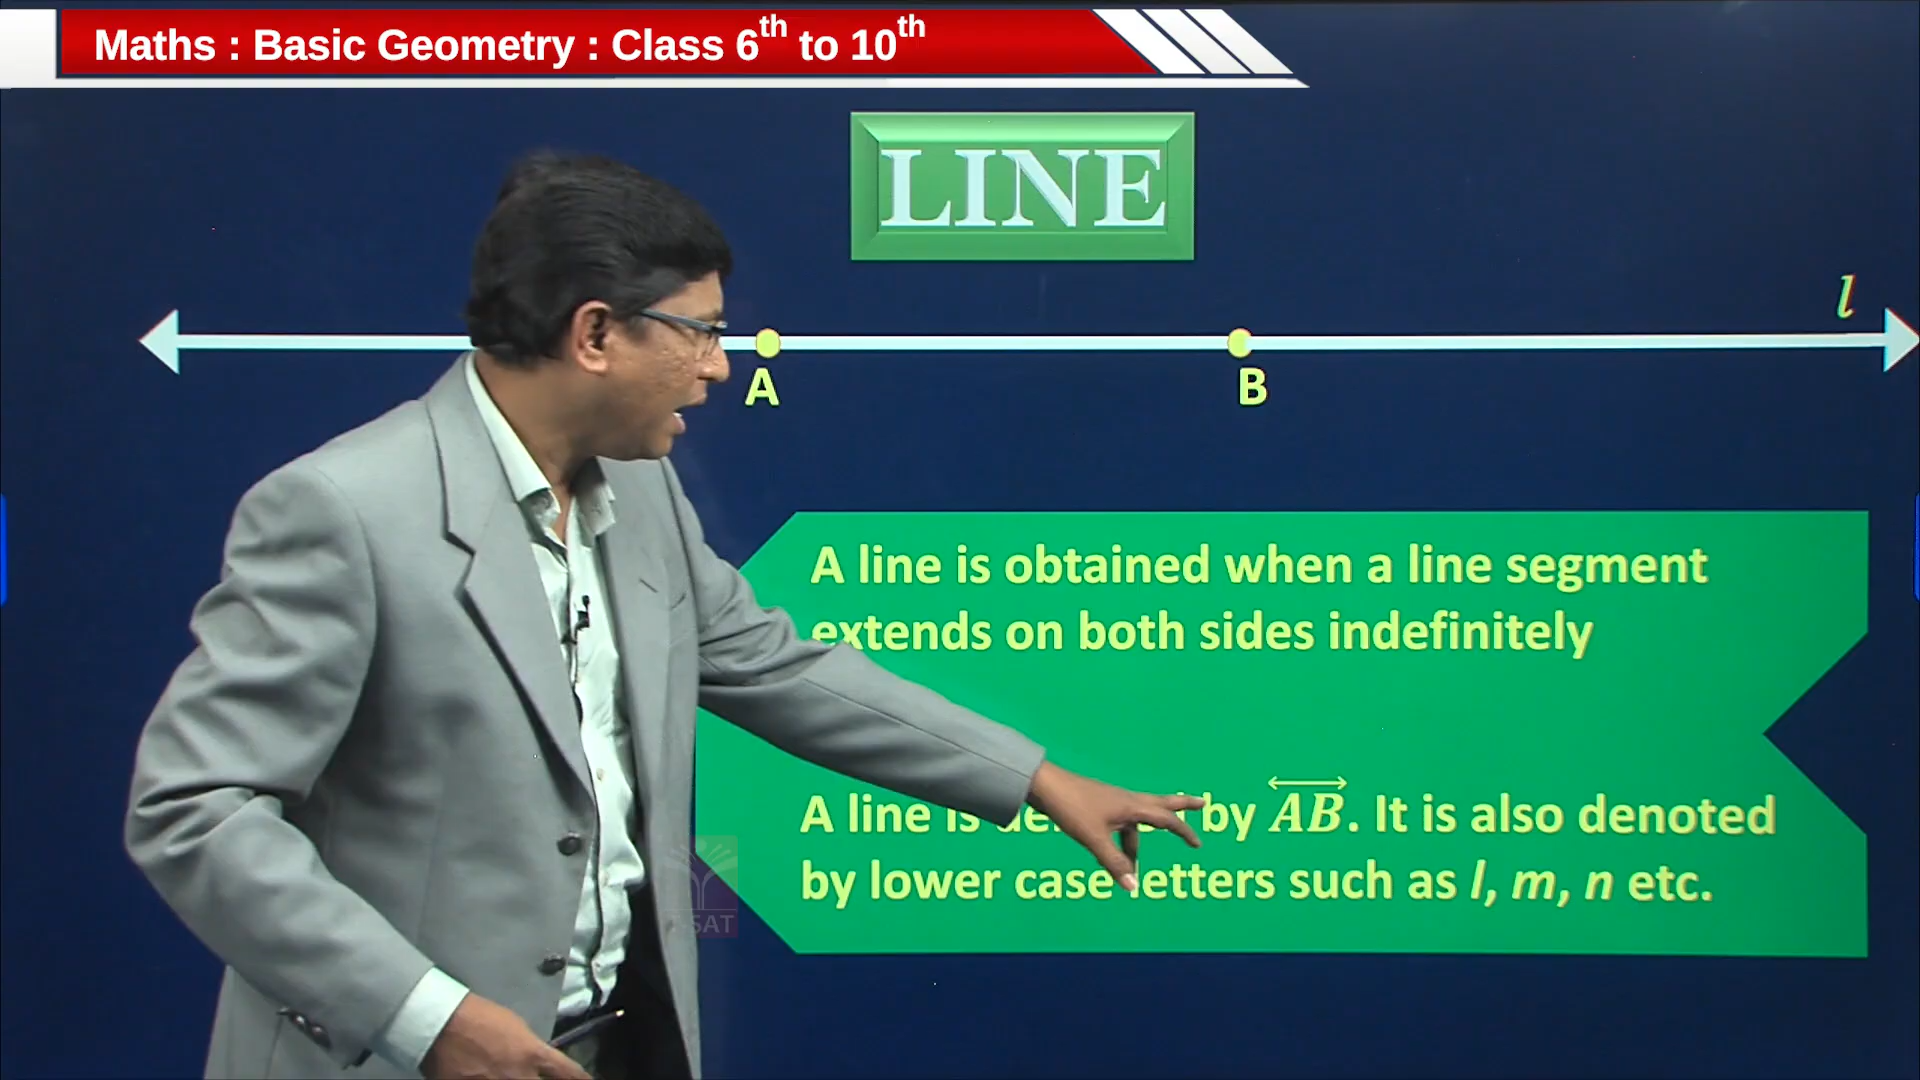 Maths : Basic Geometry : Class 6th to 10th
LINE
l
A B
A line is obtained when a line segment
extends on both sides indefinitely
A line is by AB. It is also denoted
by lower case letters such as l, m, n etc.
T-SAT